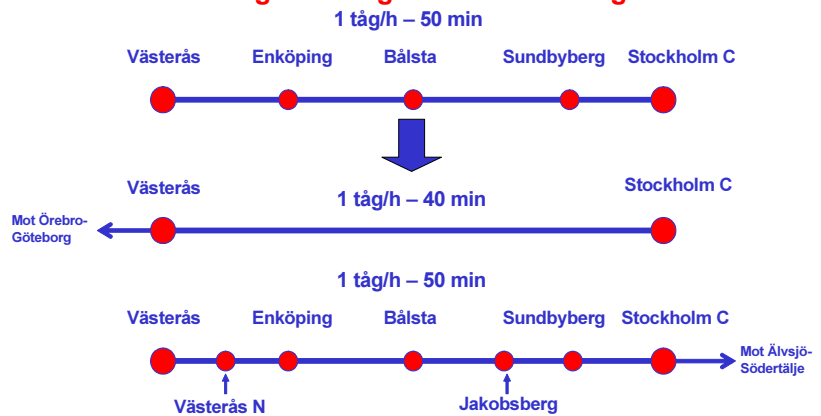 1 tåg/h – 50 min
Västerås Enköping Bålsta Sundbyberg Stockholm C
Västerås Stockholm C
1 tåg/h – 40 min
Mot Örebro-
Göteborg
1 tåg/h – 50 min
Västerås Enköping Bålsta Sundbyberg Stockholm C
Mot Älvsjö-
Södertälje
Västerås N Jakobsberg